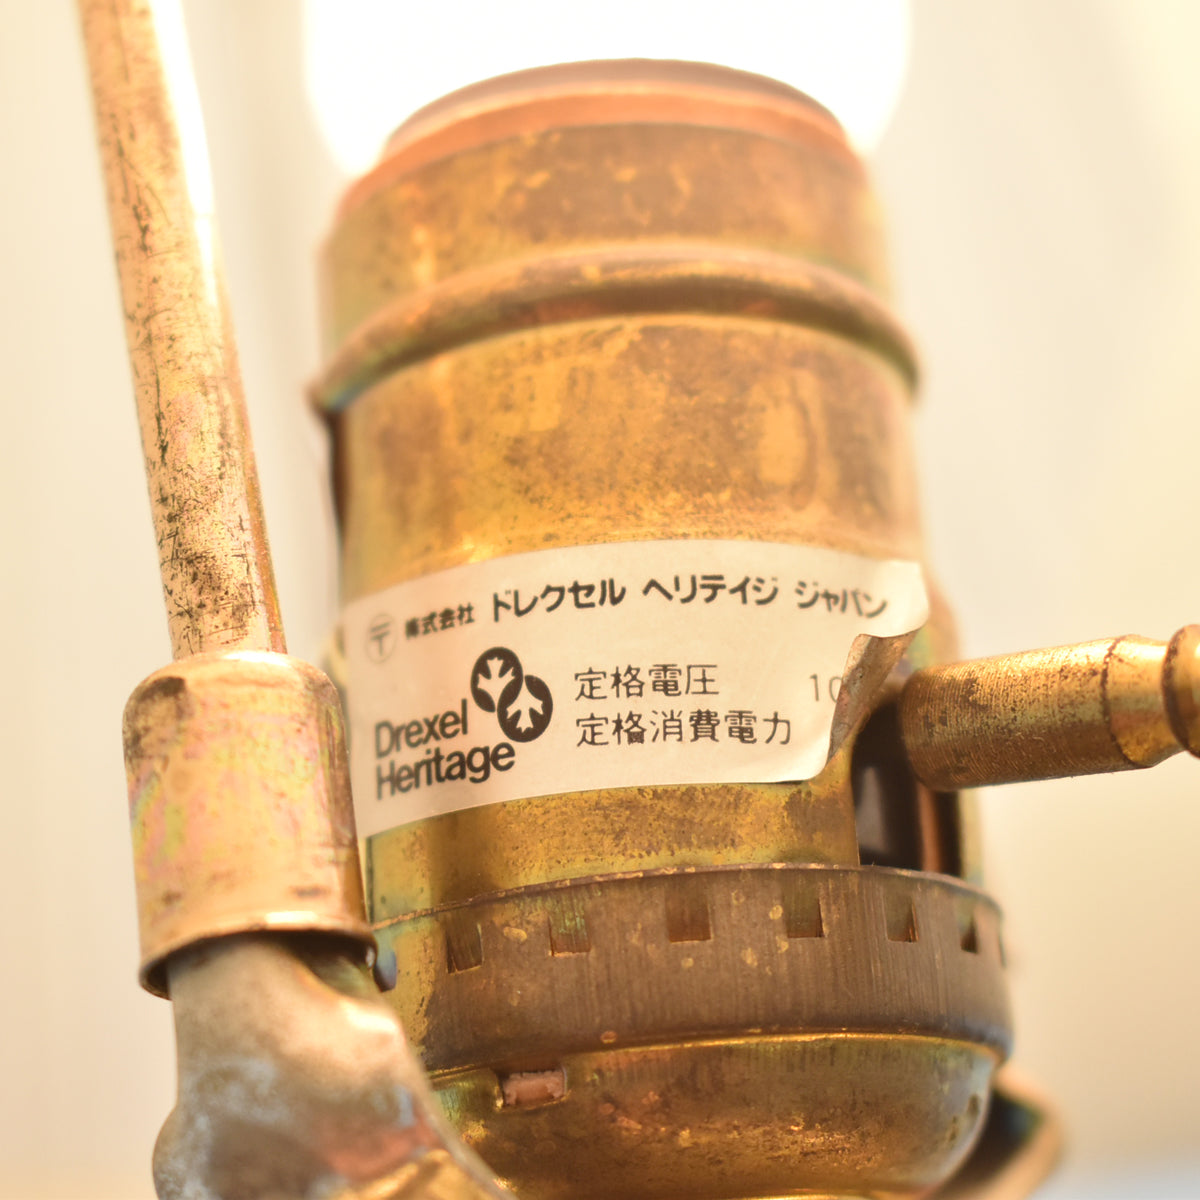 〒 株式会社 ドレクセル ヘリテイジ ジャパン
Drexel
Heritage
定格電圧 10
定格消費電力